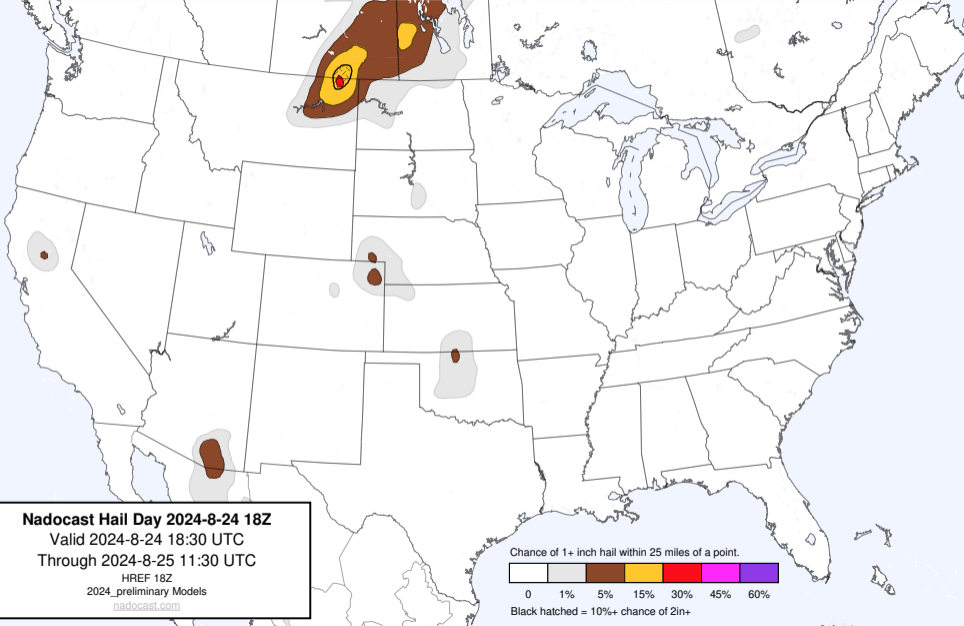 Nadocast Hail Day 2024-8-24 18Z
Valid 2024-8-24 18:30 UTC
Through 2024-8-25 11:30 UTC
HREF 18Z
2024_preliminary Models
nadocast.com
Chance of 1+ inch hail within 25 miles of a point.
0 1% 5% 15% 30% 45% 60%
Black hatched = 10%+ chance of 2in+